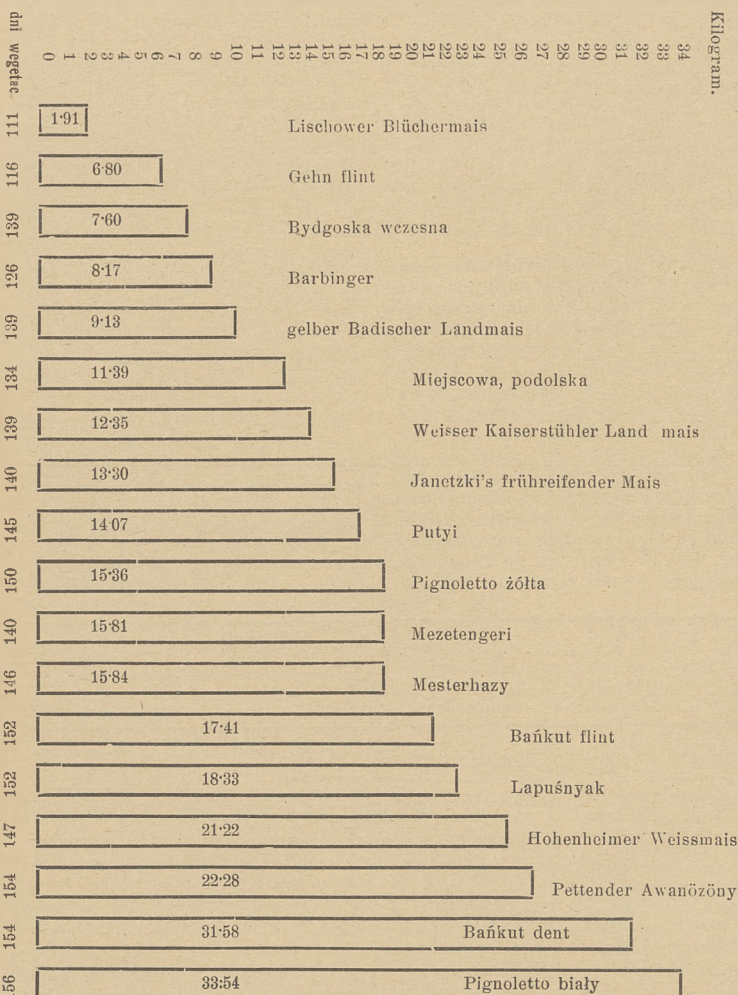 dni wegetac
0 1 2 3 4 5 6 7 8 9 10 11 12 13 14 15 16 17 18 19 20 21 22 23 24 25 26 27 28 29 30 31 32 33 34
Kilogram.
111 1·91 Lischower Blüchermais
116 6·80 Gehn flint
139 7·60 Bydgoska wczesna
126 8·17 Barbinger
139 9·13 gelber Badischer Landmais
134 11·39 Miejscowa, podolska
139 12·35 Weisser Kaiserstühler Land mais
140 13·30 Janetzki's frühreifender Mais
145 14 07 Putyi
150 15·36 Pignoletto żółta
140 15·81 Mezetengeri
146 15·84 Mesterhazy
152 17·41 Bańkut flint
152 18·33 Lapuśnyak
147 21·22 Hohenheimer Weissmais
154 22·28 Pettender Awanözöny
154 31·58 Bańkut dent
156 33:54 Pignoletto biały